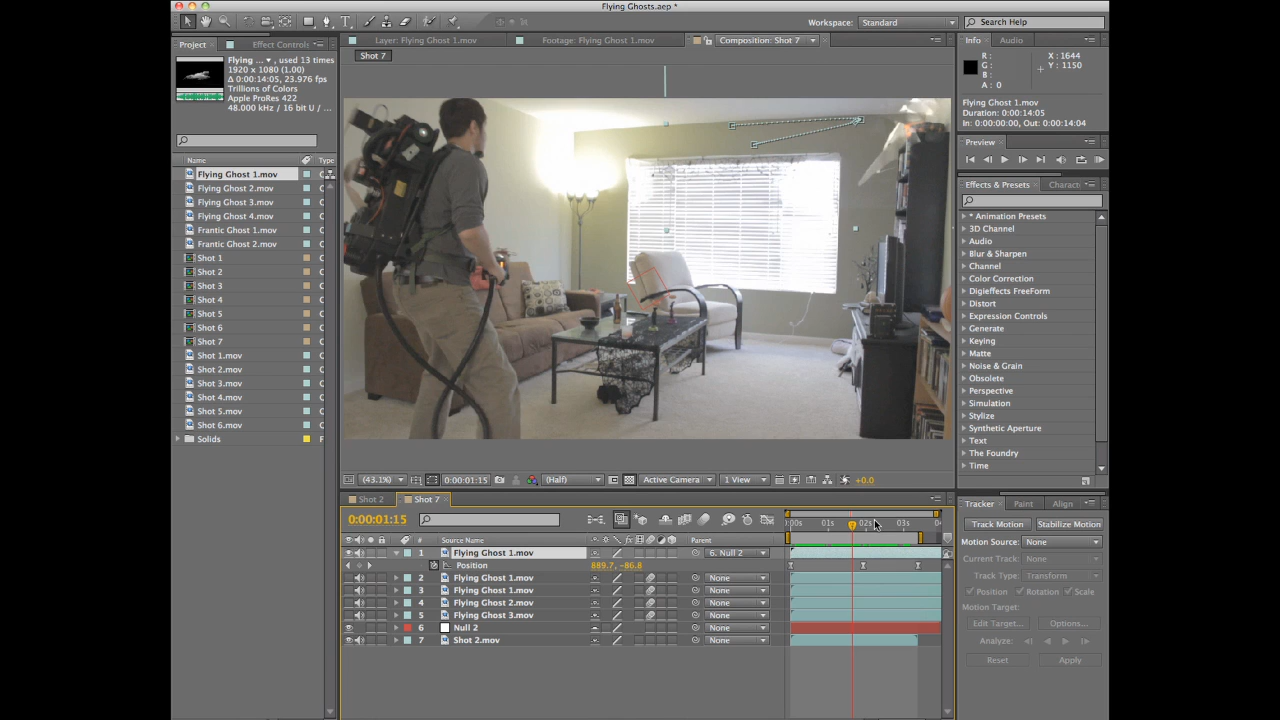 Flying Ghosts.aep *
Workspace: Standard
Search Help
Project
Effect Controls
Layer: Flying Ghost 1.mov
Footage: Flying Ghost 1.mov
Composition: Shot 7
Info
Audio
Shot 7
Flying ... ▾, used 13 times
1920 x 1080 (1.00)
Δ 0:00:14:05, 23.976 fps
Trillions of Colors
Apple ProRes 422
48.000 kHz / 16 bit U / ...
R :
G :
B :
A : 0
X : 1644
Y : 1150
Flying Ghost 1.mov
Duration: 0:00:14:05
In: 0:00:00:00, Out: 0:00:14:04
Preview
Name
Type
Flying Ghost 1.mov
Flying Ghost 2.mov
Flying Ghost 3.mov
Flying Ghost 4.mov
Frantic Ghost 1.mov
Frantic Ghost 2.mov
Shot 1
Shot 2
Shot 3
Shot 4
Shot 5
Shot 6
Shot 7
Shot 1.mov
Shot 2.mov
Shot 3.mov
Shot 4.mov
Shot 5.mov
Shot 6.mov
Solids
Effects & Presets
Charact
* Animation Presets
3D Channel
Audio
Blur & Sharpen
Channel
Color Correction
Digieffects FreeForm
Distort
Expression Controls
Generate
Keying
Matte
Noise & Grain
Obsolete
Perspective
Simulation
Stylize
Synthetic Aperture
Text
The Foundry
Time
(43.1%)
0:00:01:15
(Half)
Active Camera
1 View
+0.0
Shot 2
Shot 7
0:00:01:15
:00s 01s 02s 03s 04
# Source Name Parent
1 Flying Ghost 1.mov 6. Null 2
Position 889.7, -86.8
2 Flying Ghost 1.mov None
3 Flying Ghost 1.mov None
4 Flying Ghost 2.mov None
5 Flying Ghost 3.mov None
6 Null 2 None
7 Shot 2.mov None
Tracker
Paint
Align
Track Motion
Stabilize Motion
Motion Source: None
Current Track: None
Track Type: Transform
Position Rotation Scale
Motion Target:
Edit Target...
Options...
Analyze:
Reset
Apply